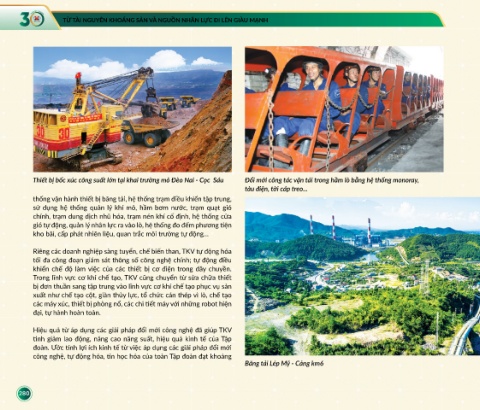 30
TỪ TÀI NGUYÊN KHOÁNG SẢN VÀ NGUỒN NHÂN LỰC ĐI LÊN GIÀU MẠNH
30
Thiết bị bốc xúc công suất lớn tại khai trường mỏ Đèo Nai - Cọc Sáu
thống vận hành thiết bị băng tải, hệ thống trạm điều khiển tập trung,
sử dụng hệ thống quản lý khí mỏ, hầm bơm nước, trạm quạt gió
chính, trạm dung dịch nhũ hóa, trạm nén khí cố định, hệ thống cửa
gió tự động, quản lý nhân lực ra vào lò, hệ thống đo đếm phương tiện
kho bãi, cấp phát nhiên liệu, quan trắc môi trường tự động...
Riêng các doanh nghiệp sàng tuyển, chế biến than, TKV tự động hóa
tối đa công đoạn giám sát thông số công nghệ chính; tự động điều
khiển chế độ làm việc của các thiết bị cơ điện trong dây chuyền.
Trong lĩnh vực cơ khí chế tạo, TKV cũng chuyển từ sửa chữa thiết
bị đơn thuần sang tập trung vào lĩnh vực cơ khí chế tạo phục vụ sản
xuất như chế tạo cột, giàn thủy lực, tổ chức cán thép vì lò, chế tạo
các máy xúc, thiết bị phòng nổ, các chi tiết máy với những robot hiện
đại, tự hành hoàn toàn.
Hiệu quả từ áp dụng các giải pháp đổi mới công nghệ đã giúp TKV
tinh giảm lao động, nâng cao năng suất, hiệu quả kinh tế của Tập
đoàn. Ước tính lợi ích kinh tế từ việc áp dụng các giải pháp đổi mới
công nghệ, tự động hóa, tin học hóa của toàn Tập đoàn đạt khoảng
Đổi mới công tác vận tải trong hầm lò bằng hệ thống monoray,
tàu điện, tời cáp treo...
Băng tải Lép Mỹ - Cảng km6
280